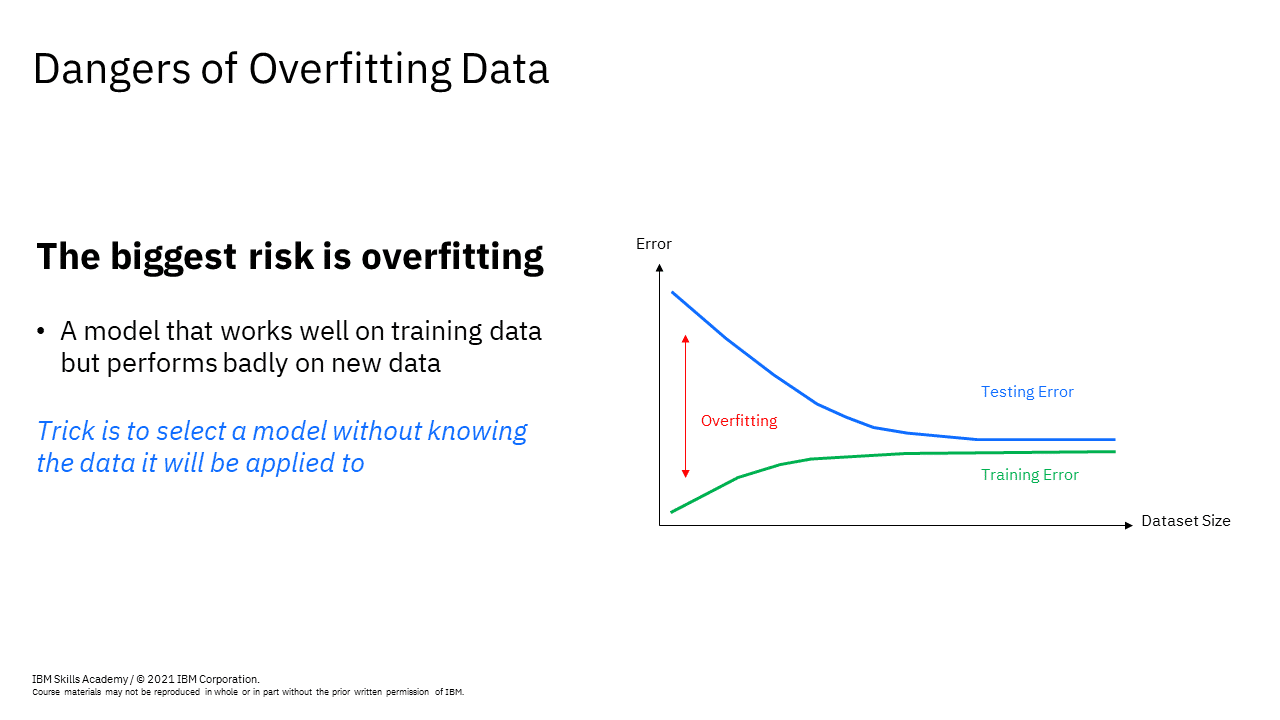 Dangers of Overfitting Data
The biggest risk is overfitting
• A model that works well on training data
but performs badly on new data
Trick is to select a model without knowing
the data it will be applied to
Error
Testing Error
Overfitting
Training Error
Dataset Size
IBM Skills Academy / © 2021 IBM Corporation.
Course materials may not be reproduced in whole or in part without the prior written permission of IBM.